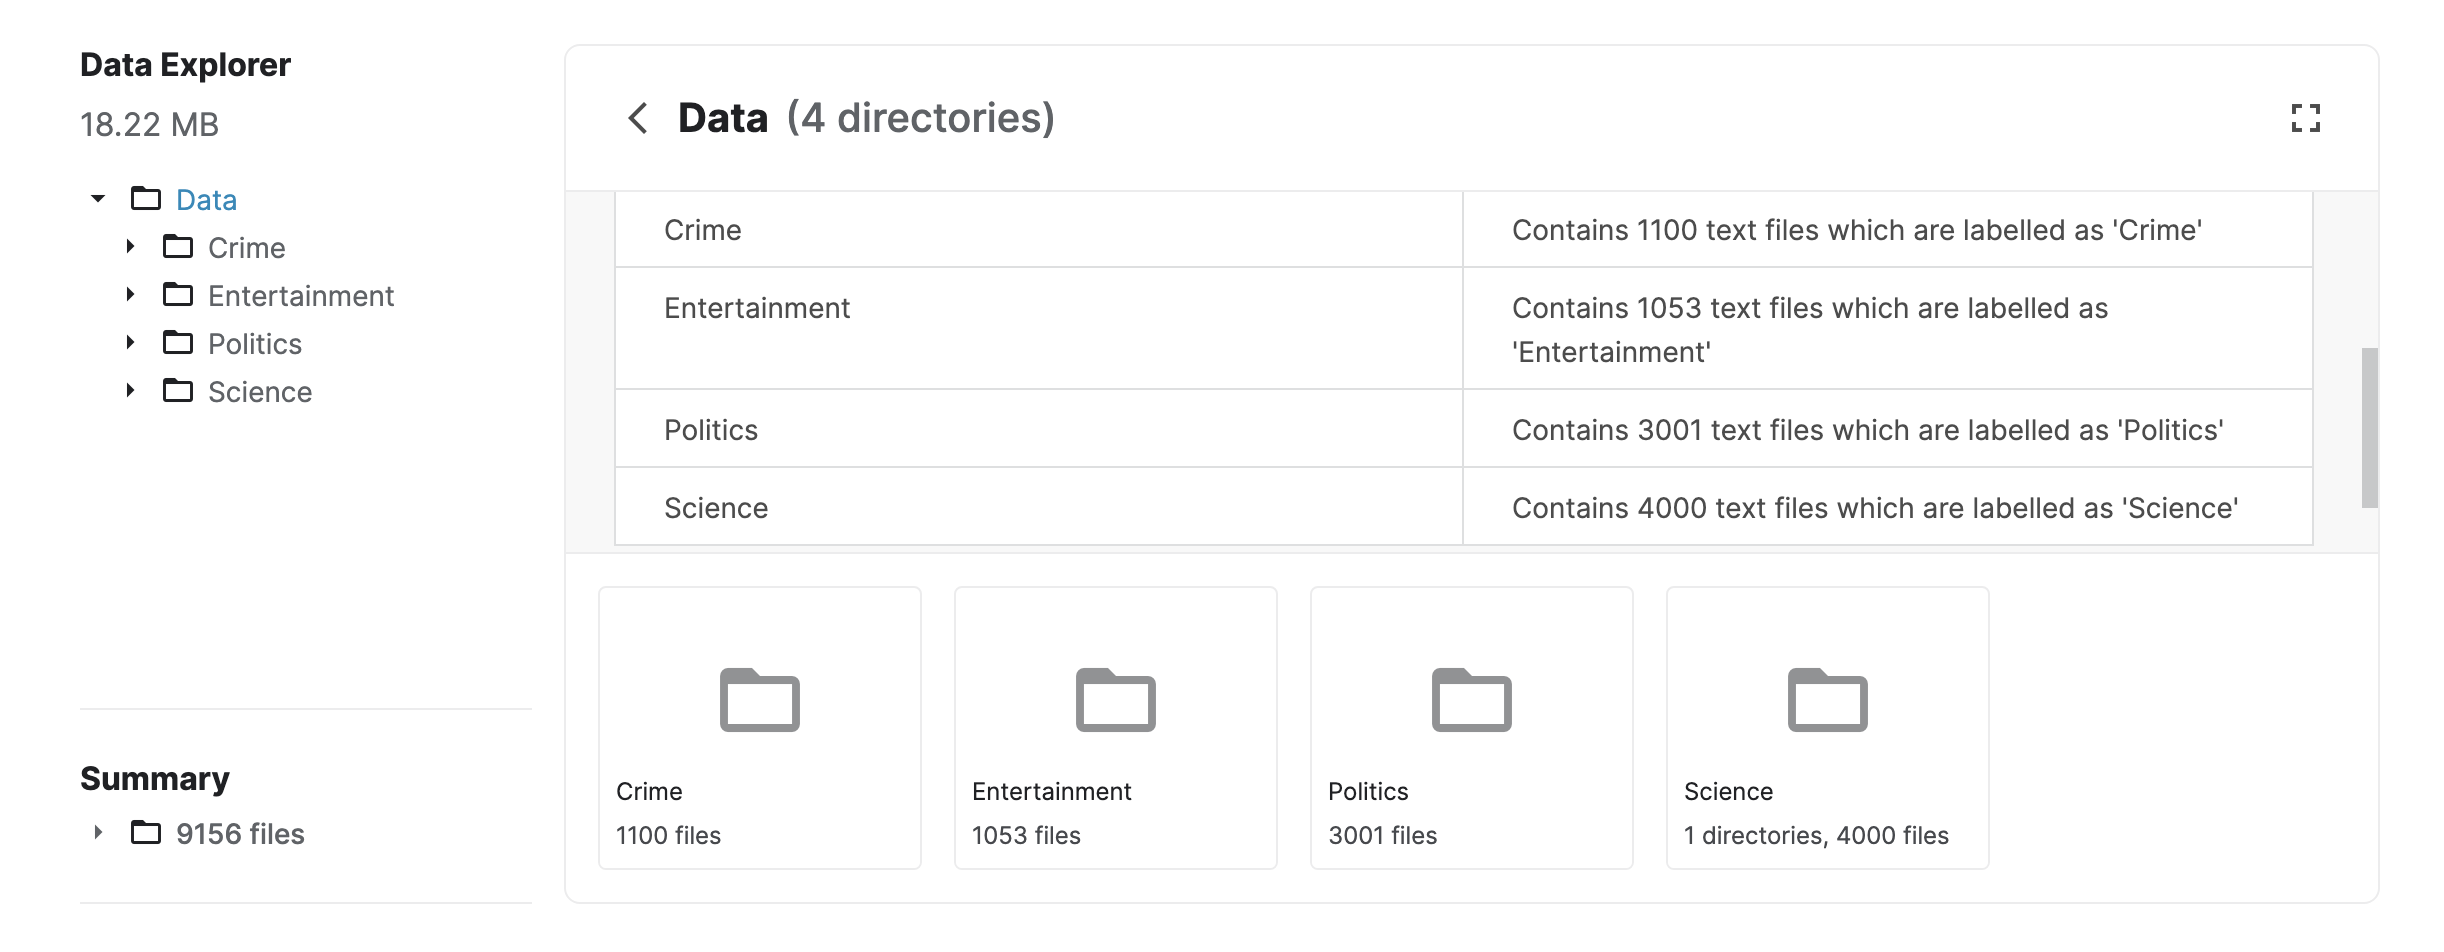 Data Explorer
18.22 MB
Data
Crime
Entertainment
Politics
Science
Summary
9156 files
Data (4 directories)
Crime Contains 1100 text files which are labelled as 'Crime'
Entertainment Contains 1053 text files which are labelled as
'Entertainment'
Politics Contains 3001 text files which are labelled as 'Politics'
Science Contains 4000 text files which are labelled as 'Science'
Crime
1100 files
Entertainment
1053 files
Politics
3001 files
Science
1 directories, 4000 files